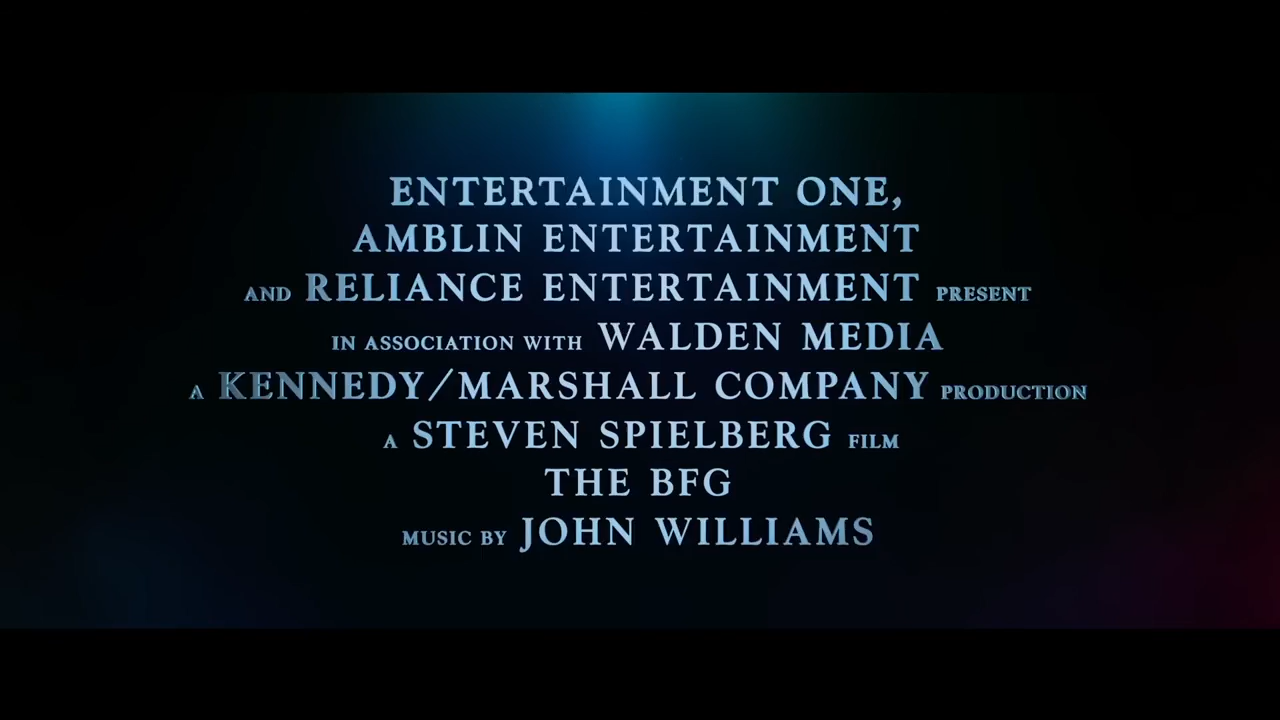 ENTERTAINMENT ONE,
AMBLIN ENTERTAINMENT
AND RELIANCE ENTERTAINMENT PRESENT
IN ASSOCIATION WITH WALDEN MEDIA
A KENNEDY/MARSHALL COMPANY PRODUCTION
A STEVEN SPIELBERG FILM
THE BFG
MUSIC BY JOHN WILLIAMS